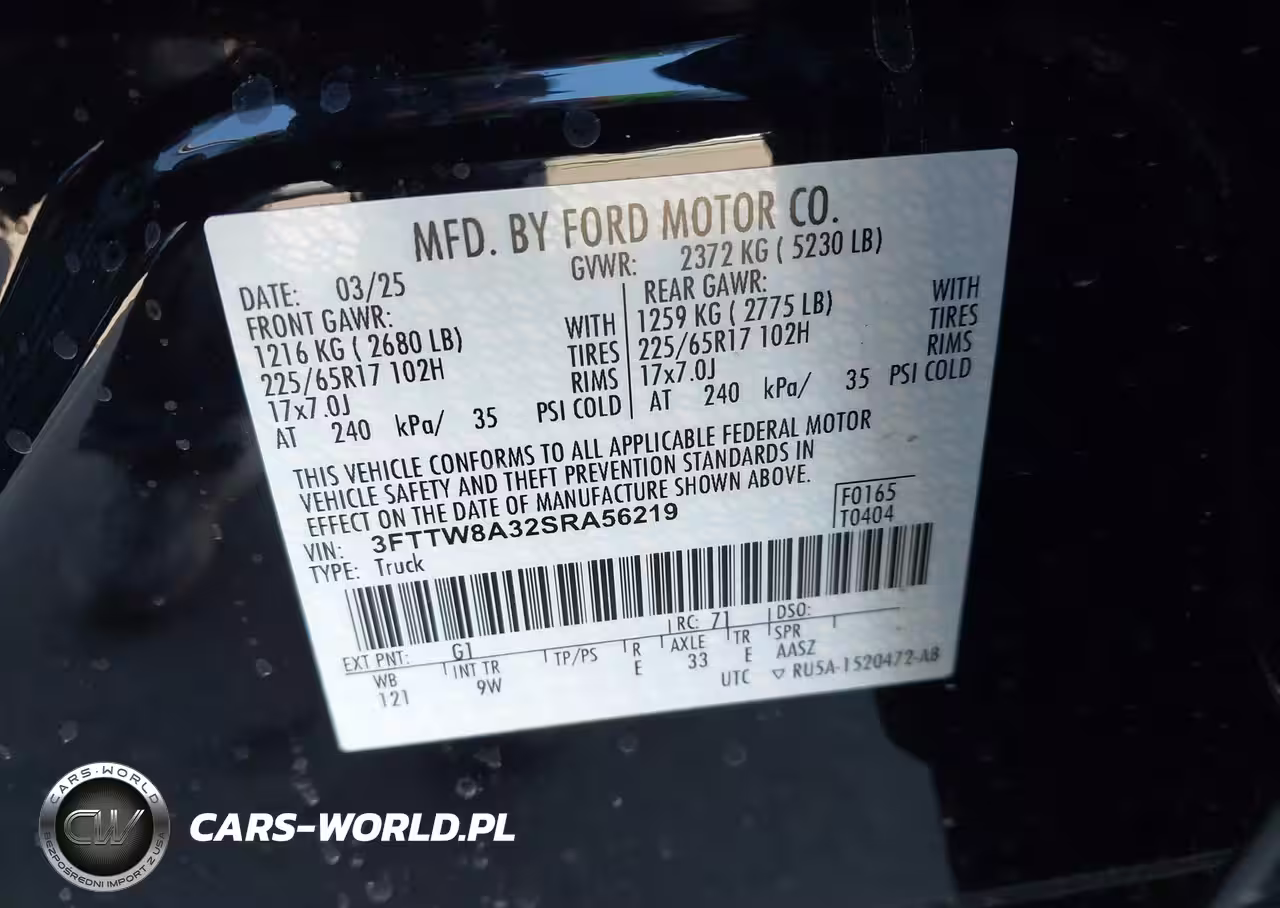 MFD. BY FORD MOTOR CO.
DATE: 03/25 GVWR: 2372 KG ( 5230 LB)
FRONT GAWR: REAR GAWR:
1216 KG ( 2680 LB) WITH 1259 KG ( 2775 LB) WITH
225/65R17 102H TIRES 225/65R17 102H TIRES
17x7.0J RIMS 17x7.0J RIMS
AT 240 kPa/ 35 PSI COLD AT 240 kPa/ 35 PSI COLD
THIS VEHICLE CONFORMS TO ALL APPLICABLE FEDERAL MOTOR
VEHICLE SAFETY AND THEFT PREVENTION STANDARDS IN
EFFECT ON THE DATE OF MANUFACTURE SHOWN ABOVE.
VIN: 3FTTW8A32SRA56219 F0165
TYPE: Truck T0404
EXT PNT: G1 RC: 71 DSO:
WB INT TR TP/PS R AXLE TR SPR
121 9W E 33 E AASZ
UTC ▽ RU5A-1520472-AB
CARS-WORLD
CW
BEZPOŚREDNI IMPORT Z USA
CARS-WORLD.PL